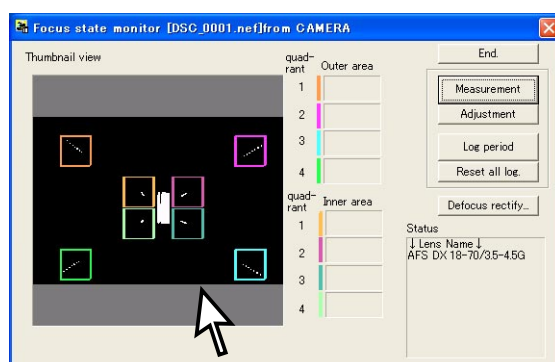 Focus state monitor [DSC_0001.nef]from CAMERA
Thumbnail view
quad-
rant Outer area
1
2
3
4
quad-
rant Inner area
1
2
3
4
End.
Measurement
Adjustment
Log period
Reset all log.
Defocus rectify...
Status
↓Lens Name↓
AFS DX 18-70/3.5-4.5G